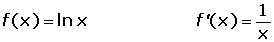 f(x) = ln x f'(x) = 1/x